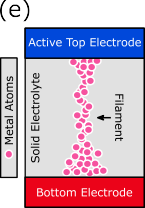 (e)
Active Top Electrode
Metal Atoms
Solid Electrolyte
Filament
Bottom Electrode